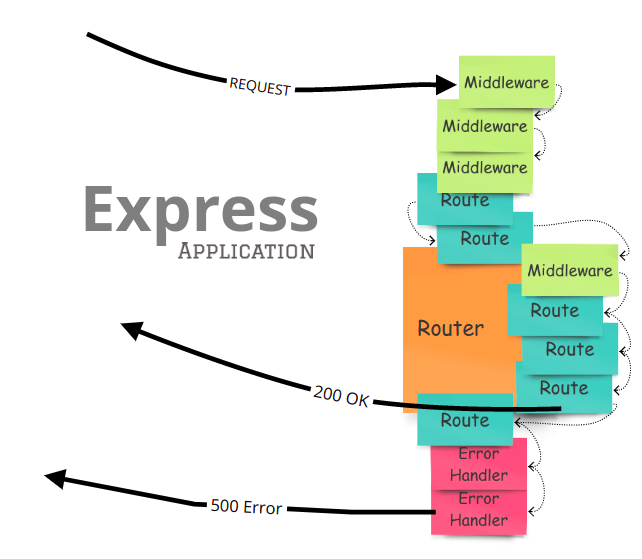 REQUEST
Middleware
Middleware
Middleware
Route
Route
Express
APPLICATION
Middleware
Route
Router
Route
Route
200 OK
Route
Error
Handler
Error
Handler
500 Error